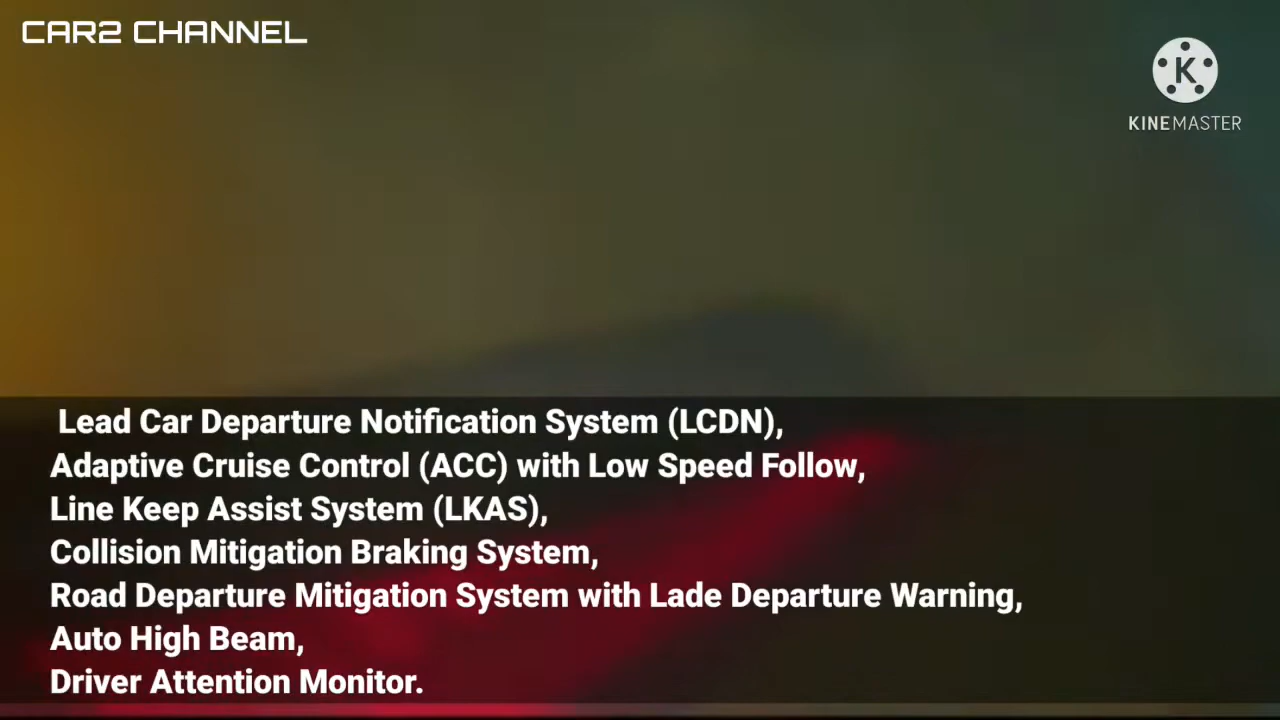 CAR2 CHANNEL
KINEMASTER
Lead Car Departure Notification System (LCDN),
Adaptive Cruise Control (ACC) with Low Speed Follow,
Line Keep Assist System (LKAS),
Collision Mitigation Braking System,
Road Departure Mitigation System with Lade Departure Warning,
Auto High Beam,
Driver Attention Monitor.